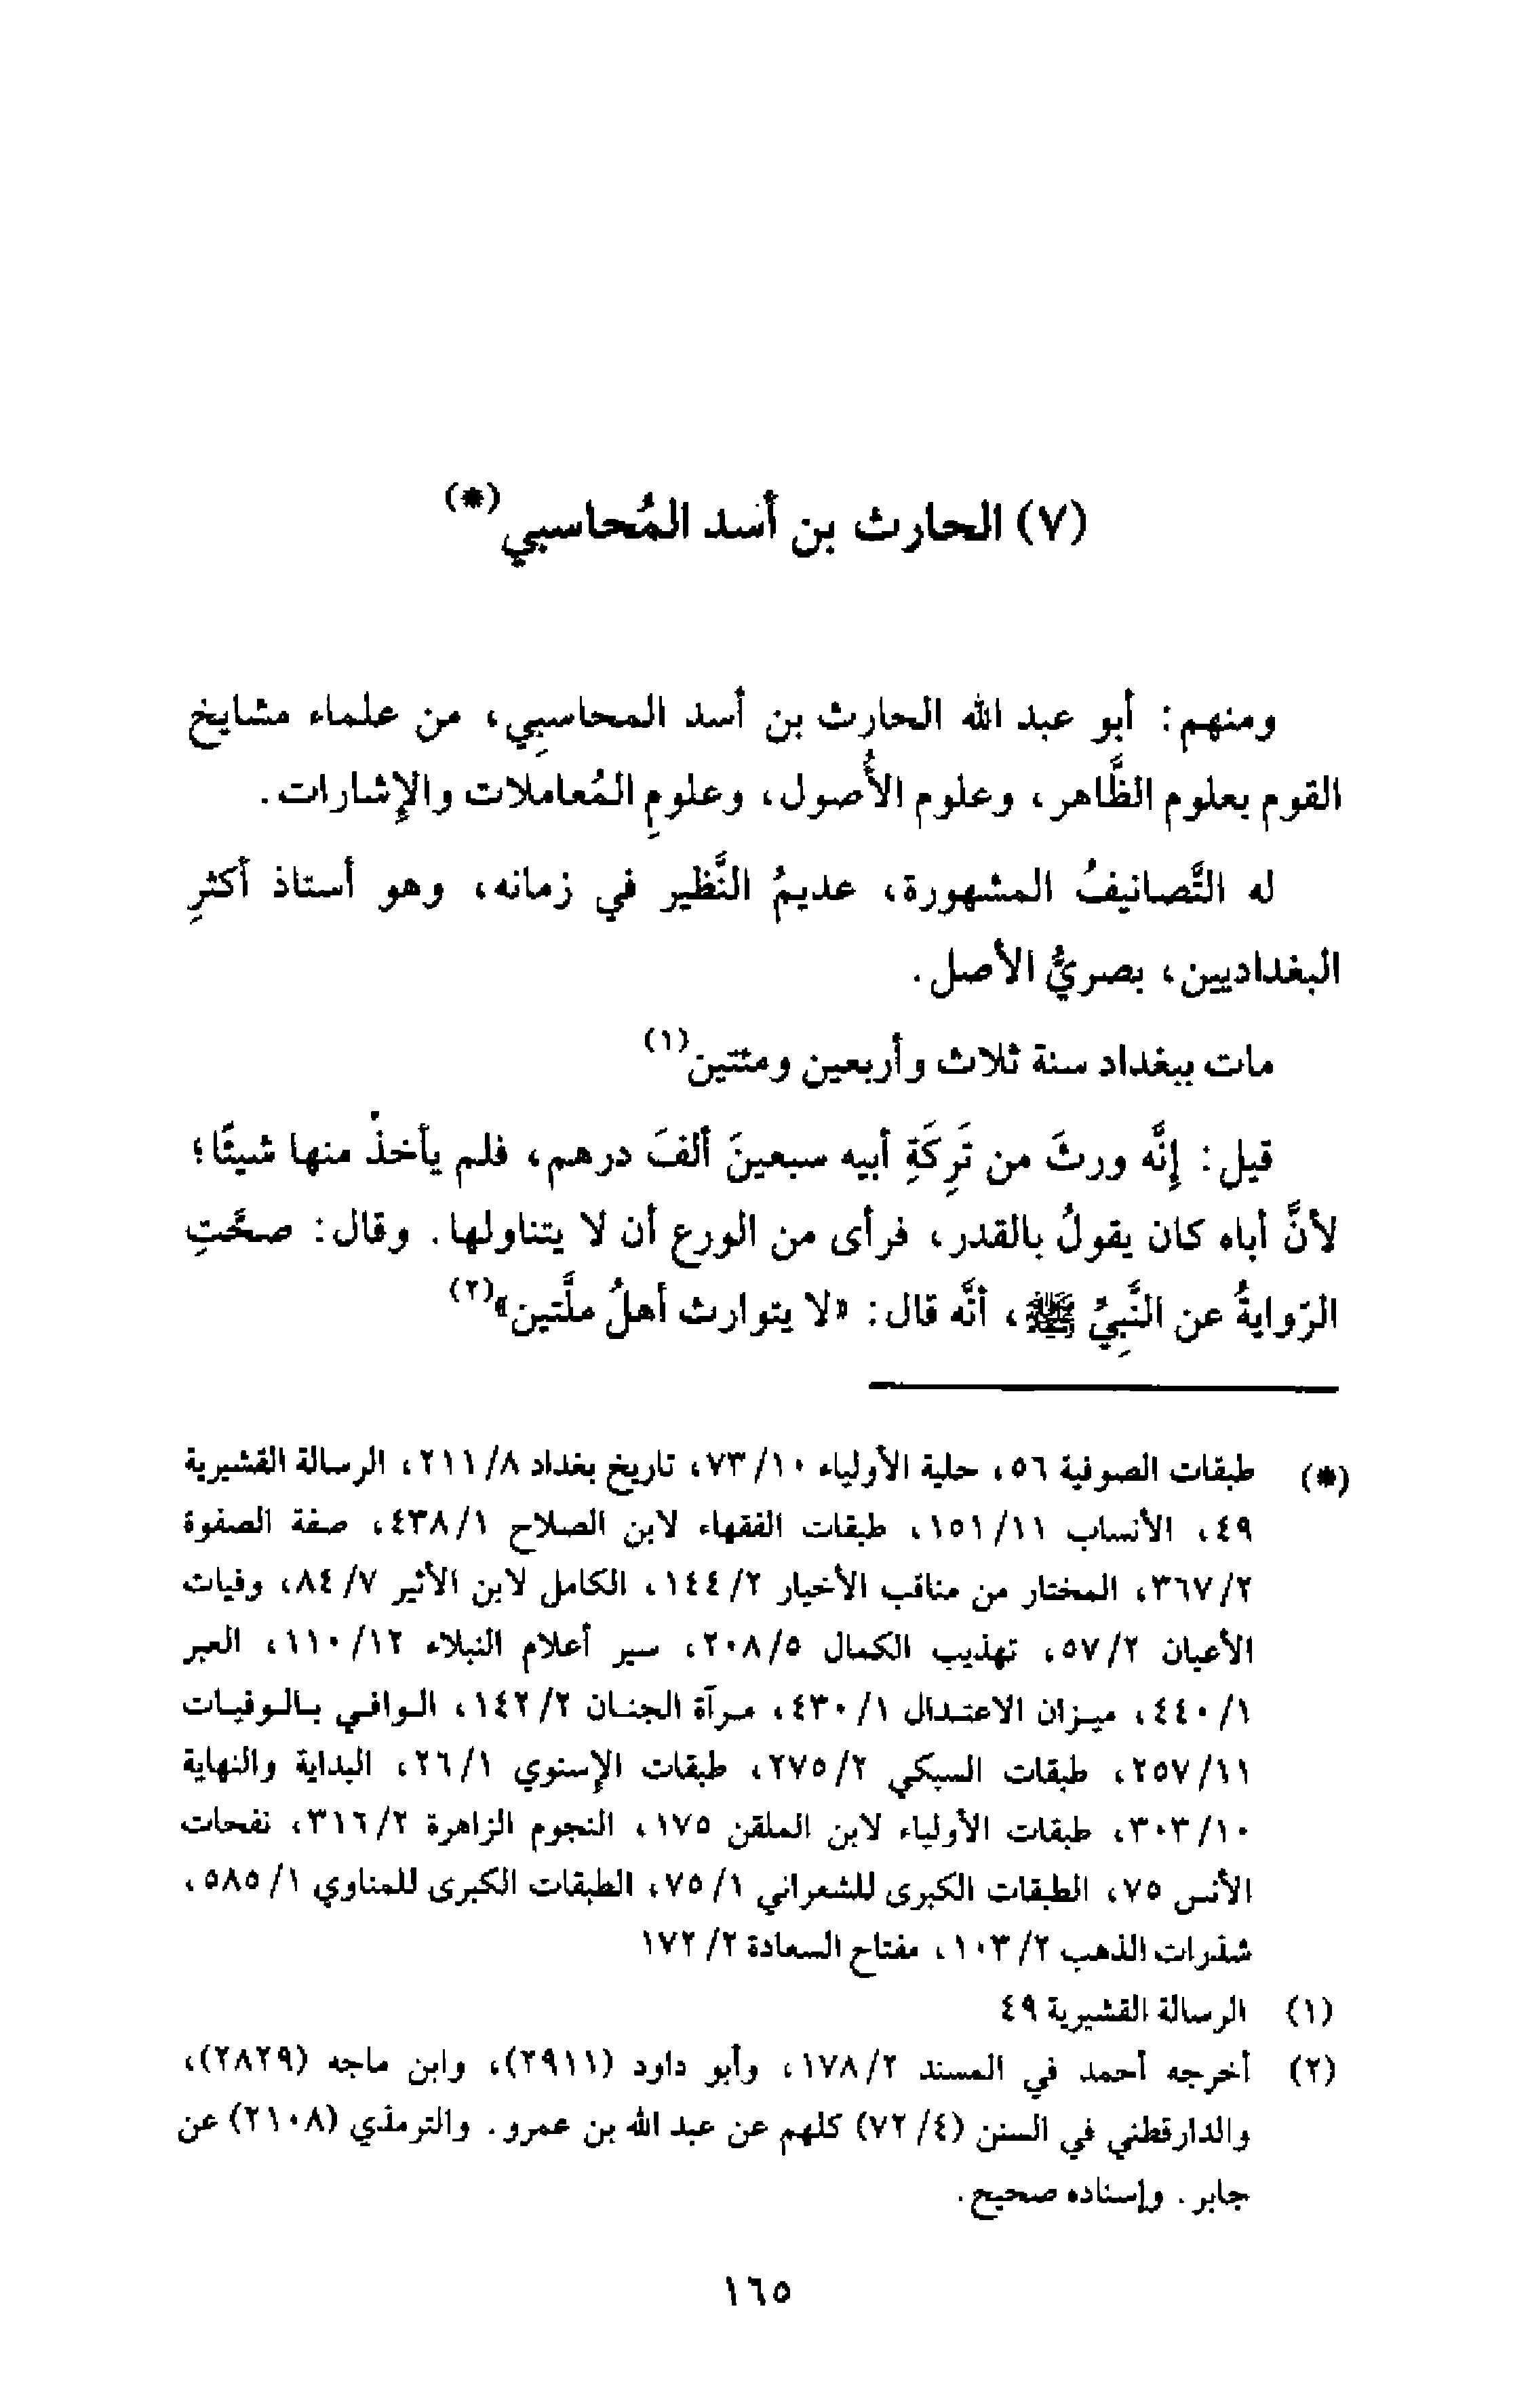 (٧) الحارث بن أسد المُحاسبي(*)
ومنهم: أبو عبد الله الحارث بن أسد المحاسبِي، من علماء مشايخ
القوم بعلوم الظَّاهر، وعلوم الأُصول، وعلومِ المُعاملات والإشارات.
له التَّصانيفُ المشهورة، عديمُ النَّظير في زمانه، وهو أستاذ أكثرِ
البغداديين، بصريُّ الأصل.
مات ببغداد سنة ثلاث وأربعين ومئتين(١)
قيل: إنَّه ورثَ من تَرِكَةِ أبيه سبعينَ ألفَ درهم، فلم يأخذْ منها شيئًا؛
لأنَّ أباه كان يقولُ بالقدر، فرأى من الورع أن لا يتناولها. وقال: صحَّتِ
الرّوايةُ عن النَّبِيِّ ﷺ، أنَّه قال: «لا يتوارث أهلُ ملَّتين»(٢)
(*) طبقات الصوفية ٥٦، حلية الأولياء ١٠/٧٣، تاريخ بغداد ٨/٢١١، الرسالة القشيرية
٤٩، الأنساب ١١/١٥١، طبقات الفقهاء لابن الصلاح ١/٤٣٨، صفة الصفوة
٢/٣٦٧، المختار من مناقب الأخيار ٢/١٤٤، الكامل لابن الأثير ٧/٨٤، وفيات
الأعيان ٢/٥٧، تهذيب الكمال ٥/٢٠٨، سير أعلام النبلاء ١٢/١١٠، العبر
١/٤٤٠، ميزان الاعتدال ١/٤٣٠، مرآة الجنان ٢/١٤٢، الوافي بالوفيات
١١/٢٥٧، طبقات السبكي ٢/٢٧٥، طبقات الإسنوي ١/٢٦، البداية والنهاية
١٠/٣٠٣، طبقات الأولياء لابن الملقن ١٧٥، النجوم الزاهرة ٢/٣١٦، نفحات
الأنس ٧٥، الطبقات الكبرى للشعراني ١/٧٥، الطبقات الكبرى للمناوي ١/٥٨٥،
شذرات الذهب ٢/١٠٣، مفتاح السعادة ٢/١٧٢
(١) الرسالة القشيرية ٤٩
(٢) أخرجه أحمد في المسند ٢/١٧٨، وأبو داود (٢٩١١)، وابن ماجه (٢٨٢٩)،
والدارقطني في السنن (٤/٧٢) كلهم عن عبد الله بن عمرو. والترمذي (٢١٠٨) عن
جابر. وإسناده صحيح.
١٦٥